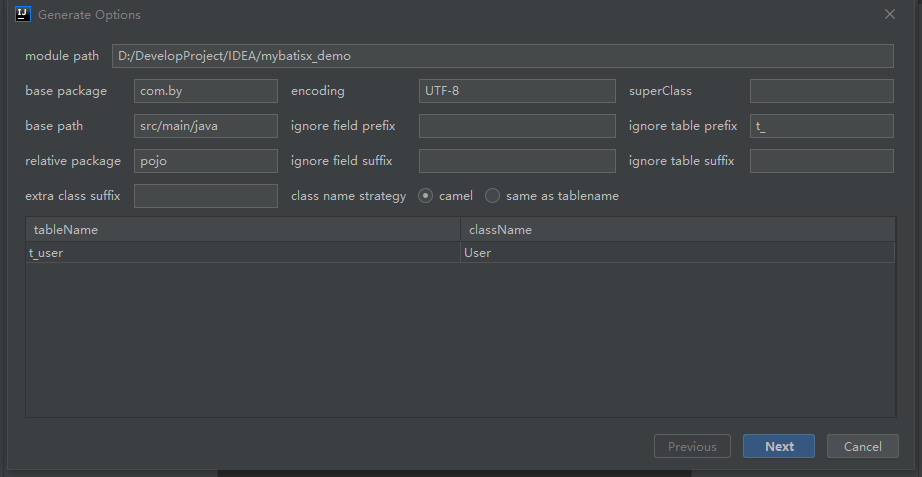 IJ Generate Options
module path D:/DevelopProject/IDEA/mybatisx_demo
base package com.by encoding UTF-8 superClass
base path src/main/java ignore field prefix ignore table prefix t_
relative package pojo ignore field suffix ignore table suffix
extra class suffix class name strategy camel same as tablename
tableName className
t_user User
Previous Next Cancel